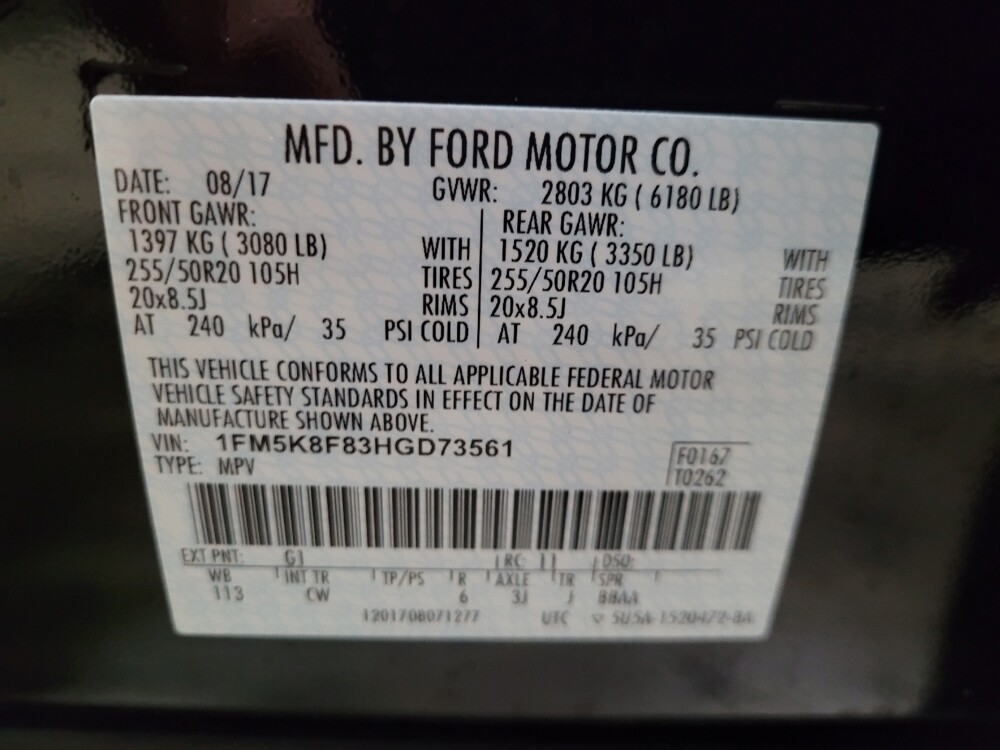 MFD. BY FORD MOTOR CO.
DATE: 08/17 GVWR: 2803 KG ( 6180 LB)
FRONT GAWR: REAR GAWR:
1397 KG ( 3080 LB) WITH 1520 KG ( 3350 LB) WITH
255/50R20 105H TIRES 255/50R20 105H TIRES
20x8.5J RIMS 20x8.5J RIMS
AT 240 kPa/ 35 PSI COLD AT 240 kPa/ 35 PSI COLD
THIS VEHICLE CONFORMS TO ALL APPLICABLE FEDERAL MOTOR
VEHICLE SAFETY STANDARDS IN EFFECT ON THE DATE OF
MANUFACTURE SHOWN ABOVE.
VIN: 1FM5K8F83HGD73561
TYPE: MPV
F0167
T0262
EXT PNT: G1 RC: 11 DSO:
WB INT TR TP/PS R AXLE TR SPR
113 CW 6 3J J BBAA
UTC